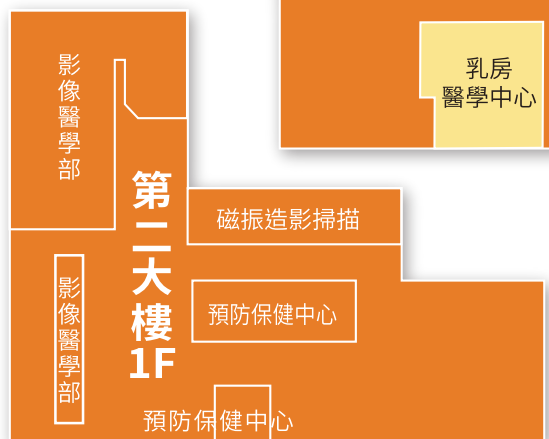 影像醫學部
乳房
醫學中心
第二大樓
1F
磁振造影掃描
影像醫學部
預防保健中心
預防保健中心